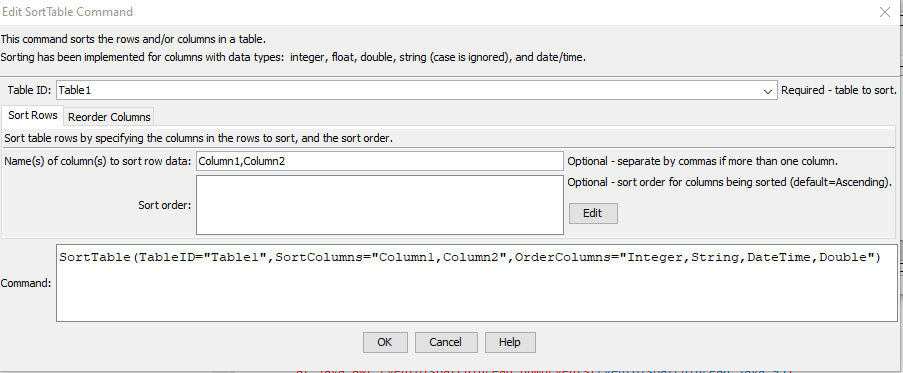 Edit SortTable Command
This command sorts the rows and/or columns in a table.
Sorting has been implemented for columns with data types:  integer, float, double, string (case is ignored), and date/time.
Table ID: Table1 Required - table to sort.
Sort Rows Reorder Columns
Sort table rows by specifying the columns in the rows to sort, and the sort order.
Name(s) of column(s) to sort row data: Column1,Column2 Optional - separate by commas if more than one column.
Optional - sort order for columns being sorted (default=Ascending).
Sort order: Edit
SortTable(TableID="Table1",SortColumns="Column1,Column2",OrderColumns="Integer,String,DateTime,Double")
Command:
OK Cancel Help